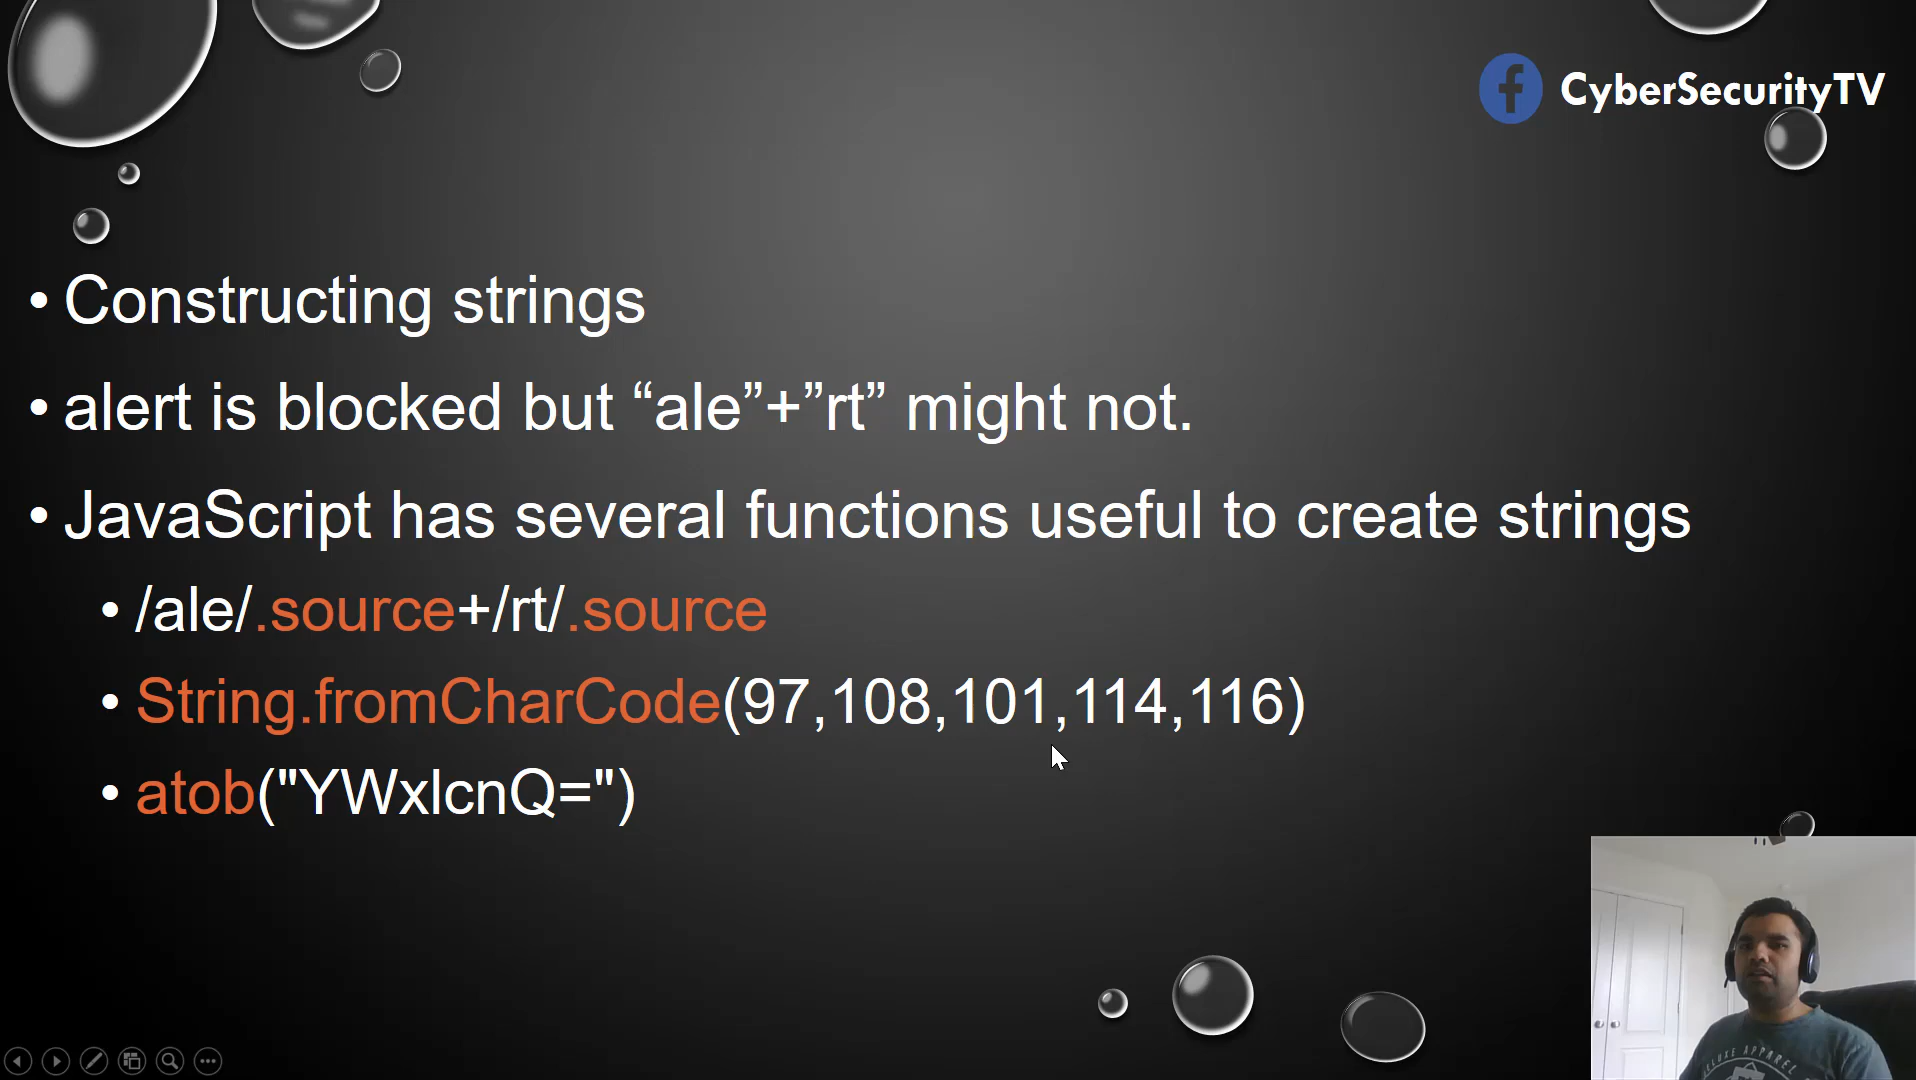 CyberSecurityTV
• Constructing strings
• alert is blocked but “ale”+”rt” might not.
• JavaScript has several functions useful to create strings
• /ale/.source+/rt/.source
• String.fromCharCode(97,108,101,114,116)
• atob("YWxlcnQ=")
APPAREL